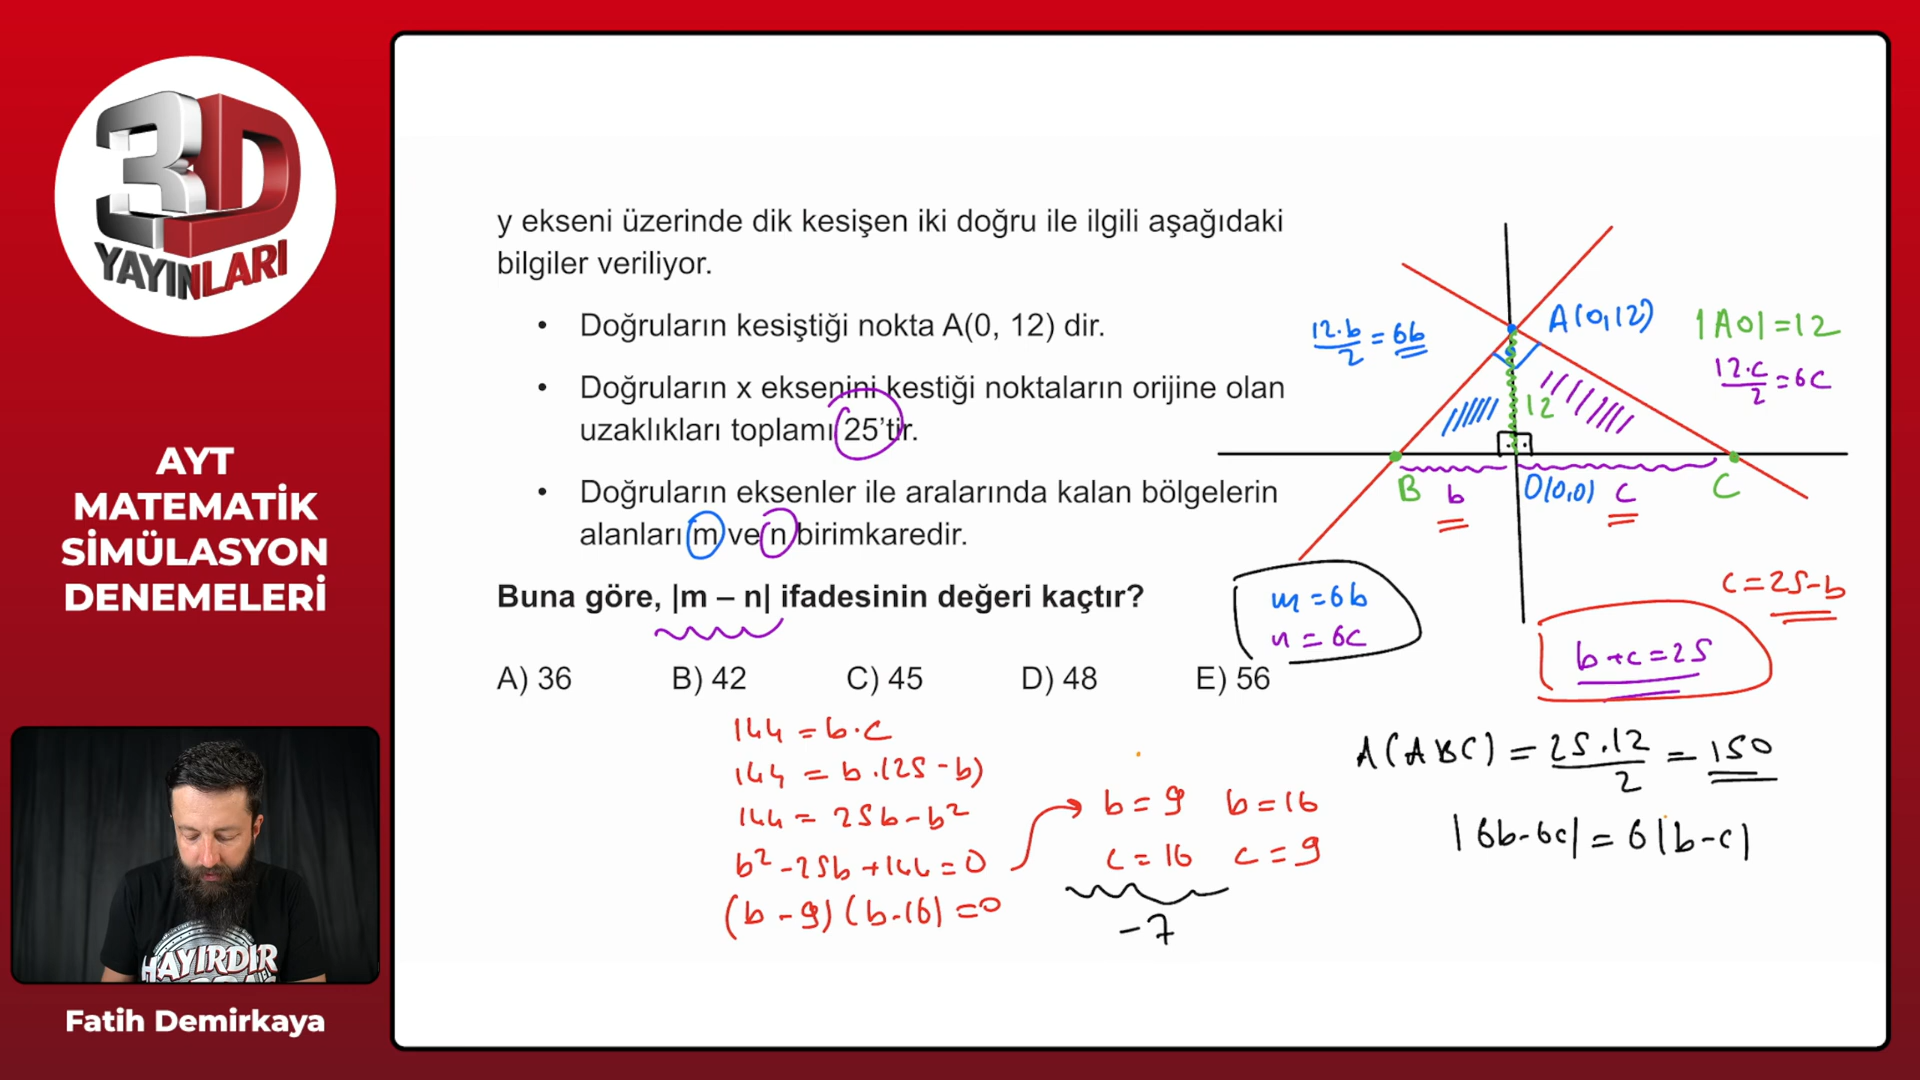 3D
YAYINLARI
AYT
MATEMATİK
SİMÜLASYON
DENEMELERİ
HAYIRDIR
Fatih Demirkaya
y ekseni üzerinde dik kesişen iki doğru ile ilgili aşağıdaki
bilgiler veriliyor.
• Doğruların kesiştiği nokta A(0, 12) dir.
• Doğruların x eksenini kestiği noktaların orijine olan
uzaklıkları toplamı 25'tir.
• Doğruların eksenler ile aralarında kalan bölgelerin
alanları m ve n birimkaredir.
Buna göre, |m – n| ifadesinin değeri kaçtır?
A) 36 B) 42 C) 45 D) 48 E) 56
12.b/2 = 6b
A(0,12)
|AO| = 12
12.c/2 = 6c
12
B b O(0,0) c C
m = 6b
n = 6c
c = 25-b
b+c = 25
144 = b.c
144 = b.(25-b)
144 = 25b-b²
b²-25b+144 = 0
(b-9)(b-16) = 0
b = 9 b = 16
c = 16 c = 9
-7
A(ABC) = 25.12/2 = 150
|6b-6c| = 6|b-c|